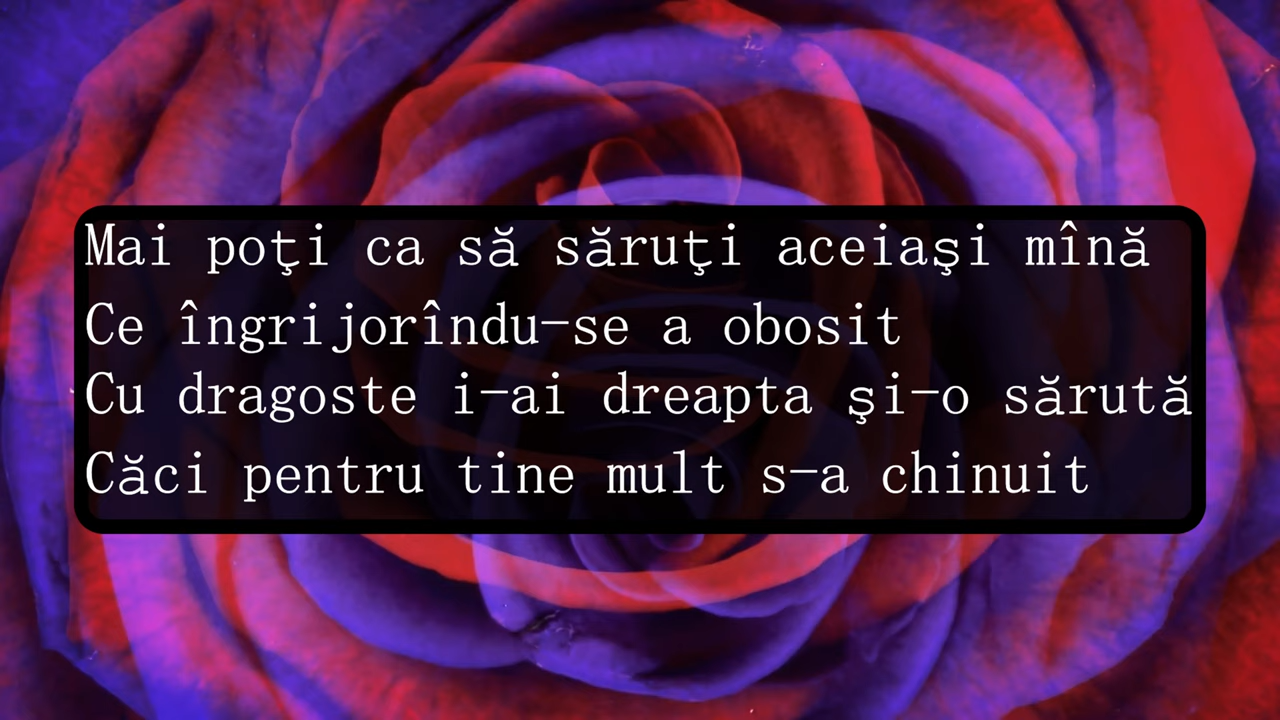 Mai poţi ca să săruţi aceiaşi mînă
Ce îngrijorîndu-se a obosit
Cu dragoste i-ai dreapta şi-o sărută
Căci pentru tine mult s-a chinuit